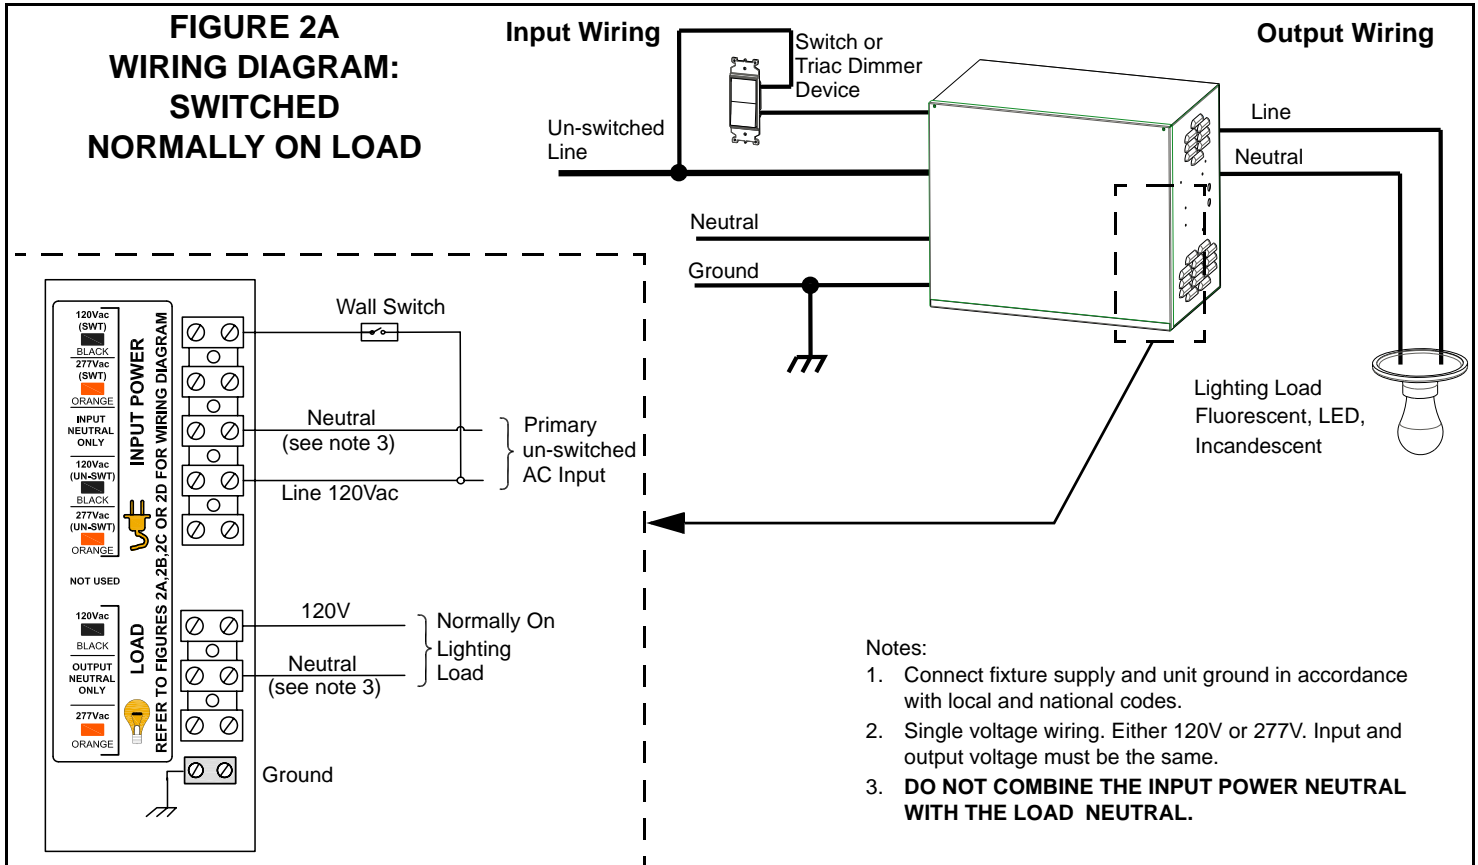 FIGURE 2A
WIRING DIAGRAM:
SWITCHED
NORMALLY ON LOAD
Input Wiring
Output Wiring
Switch or
Triac Dimmer
Device
Un-switched
Line
Neutral
Ground
Line
Neutral
Lighting Load
Fluorescent, LED,
Incandescent
120Vac
(SWT)
BLACK
277Vac
(SWT)
ORANGE
INPUT
NEUTRAL
ONLY
120Vac
(UN-SWT)
BLACK
277Vac
(UN-SWT)
ORANGE
NOT USED
120Vac
BLACK
OUTPUT
NEUTRAL
ONLY
277Vac
ORANGE
INPUT POWER
LOAD
REFER TO FIGURES 2A,2B,2C OR 2D FOR WIRING DIAGRAM
Wall Switch
Neutral
(see note 3)
Line 120Vac
Primary
un-switched
AC Input
120V
Neutral
(see note 3)
Normally On
Lighting
Load
Ground
Notes:
1. Connect fixture supply and unit ground in accordance
with local and national codes.
2. Single voltage wiring. Either 120V or 277V. Input and
output voltage must be the same.
3. DO NOT COMBINE THE INPUT POWER NEUTRAL
WITH THE LOAD NEUTRAL.